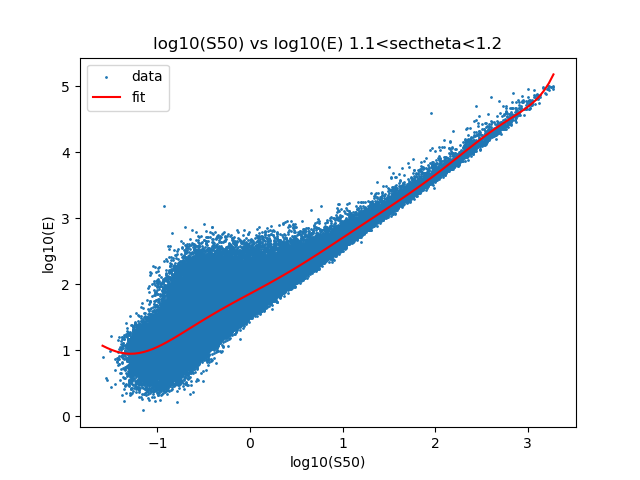 log10(S50) vs log10(E) 1.1<sectheta<1.2
data
fit
log10(E)
5
4
3
2
1
0
−1
0
1
2
3
log10(S50)